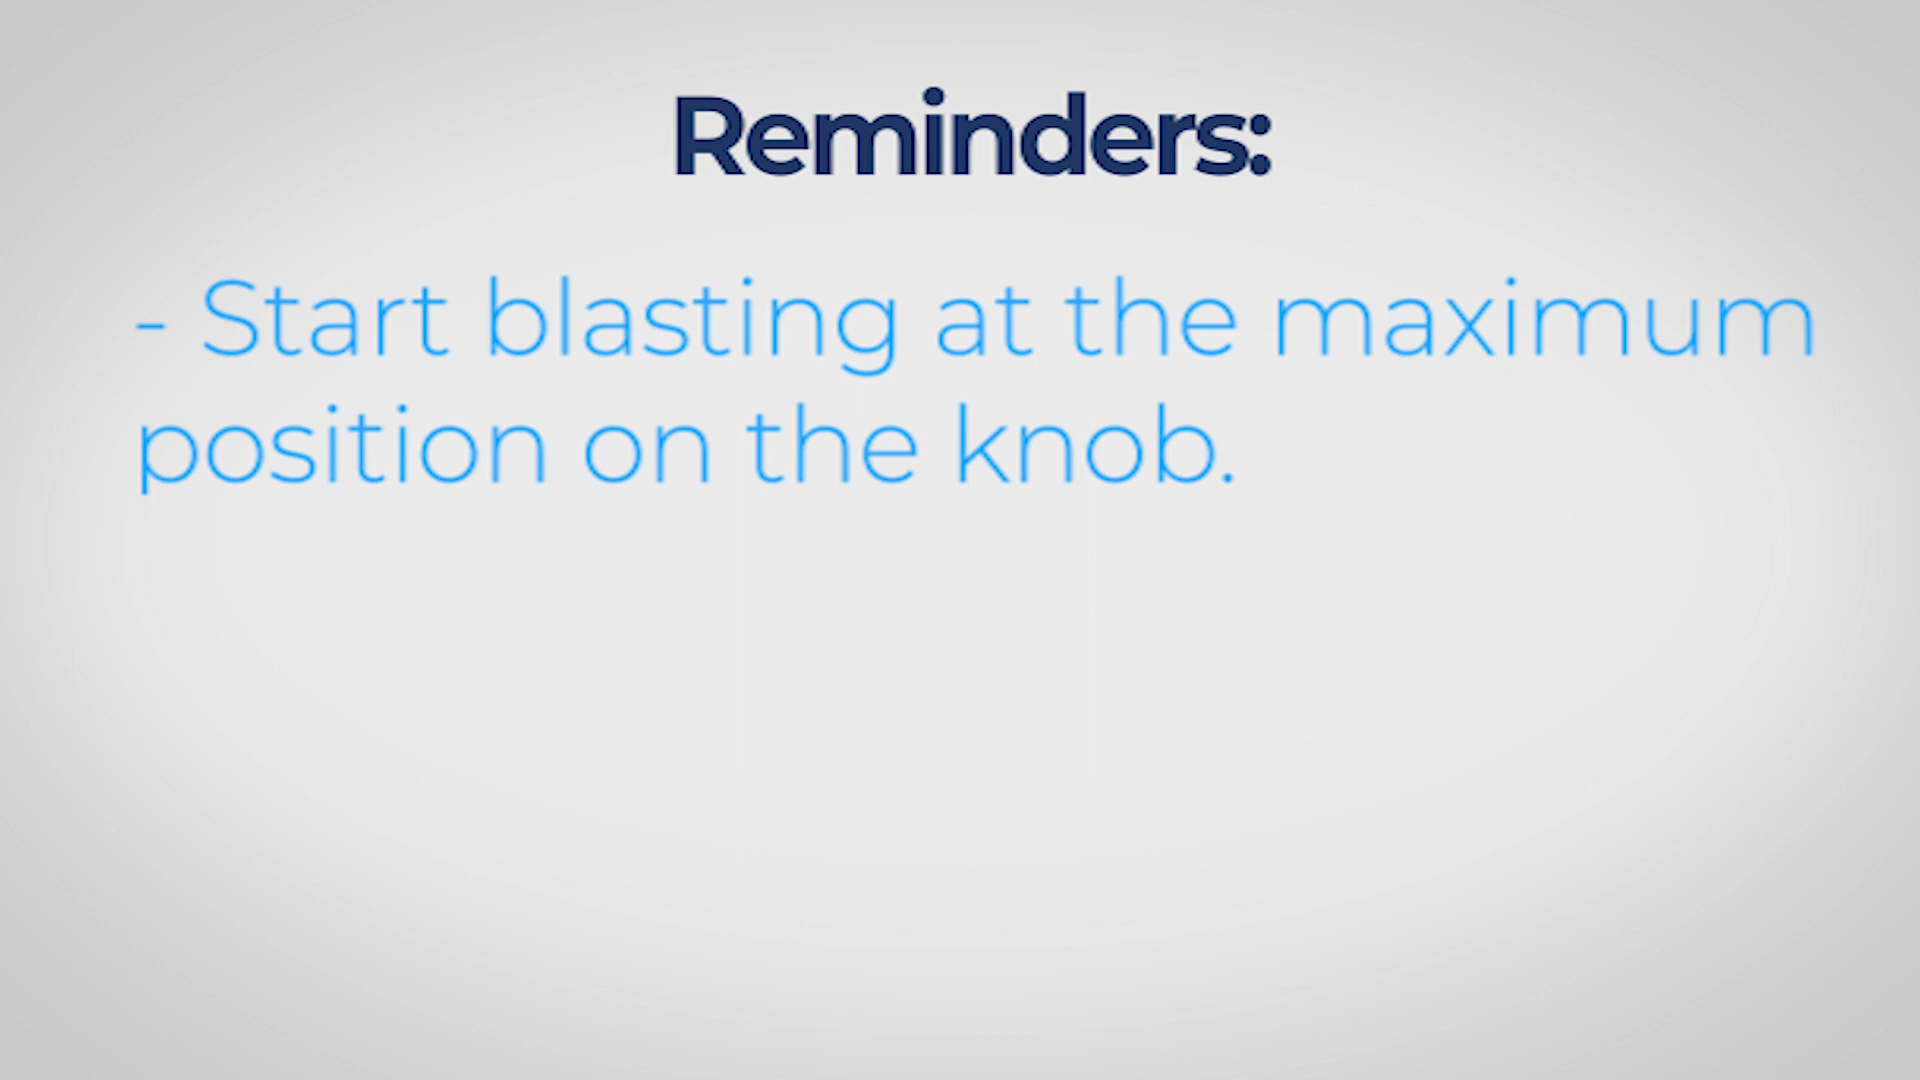 Reminders:
- Start blasting at the maximum
position on the knob.